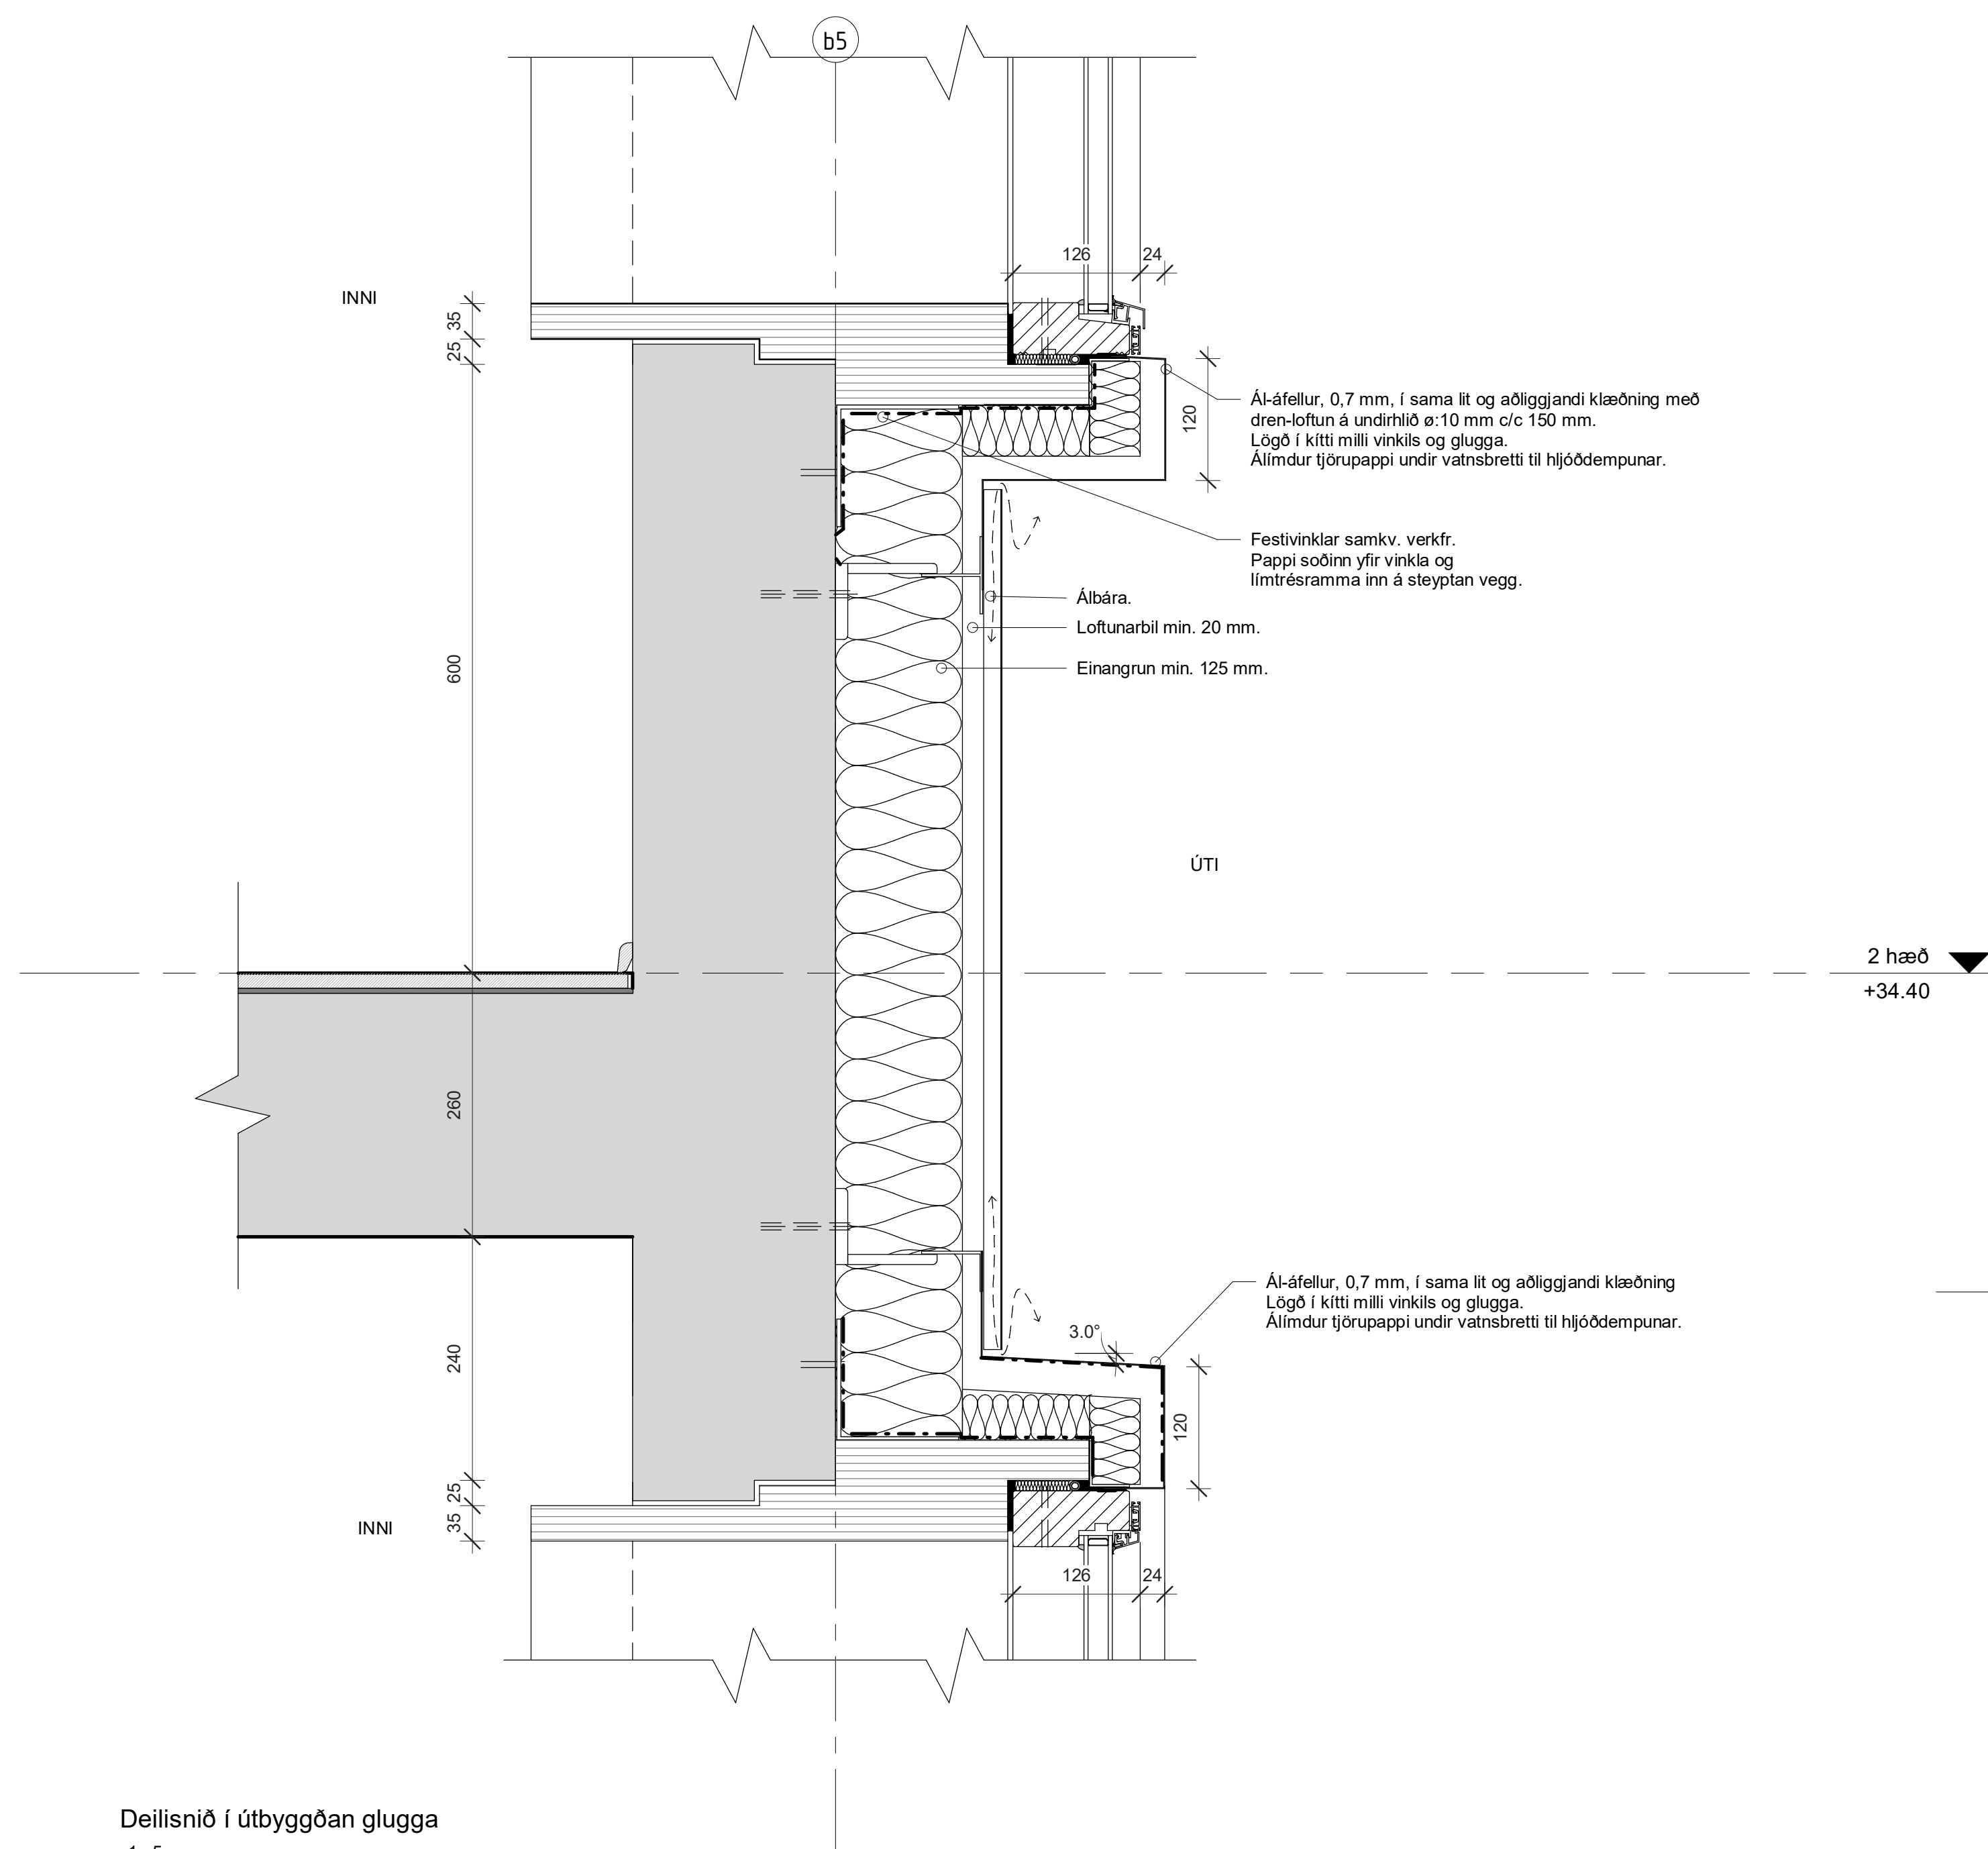 b5
126 24
INNI
35
25
120
Ál-áfellur, 0,7 mm, í sama lit og aðliggjandi klæðning með
dren-loftun á undirhlið ø:10 mm c/c 150 mm.
Lögð í kítti milli vinkils og glugga.
Álímdur tjörupappi undir vatnsbretti til hljóðdempunar.
Festivinklar samkv. verkfr.
Pappi soðinn yfir vinkla og
límtrésramma inn á steyptan vegg.
Álbára.
Loftunarbil min. 20 mm.
Einangrun min. 125 mm.
600
ÚTI
2 hæð
+34.40
260
Ál-áfellur, 0,7 mm, í sama lit og aðliggjandi klæðning
Lögð í kítti milli vinkils og glugga.
Álímdur tjörupappi undir vatnsbretti til hljóðdempunar.
3.0°
240
120
25
35
INNI
126 24
Deilisnið í útbyggðan glugga